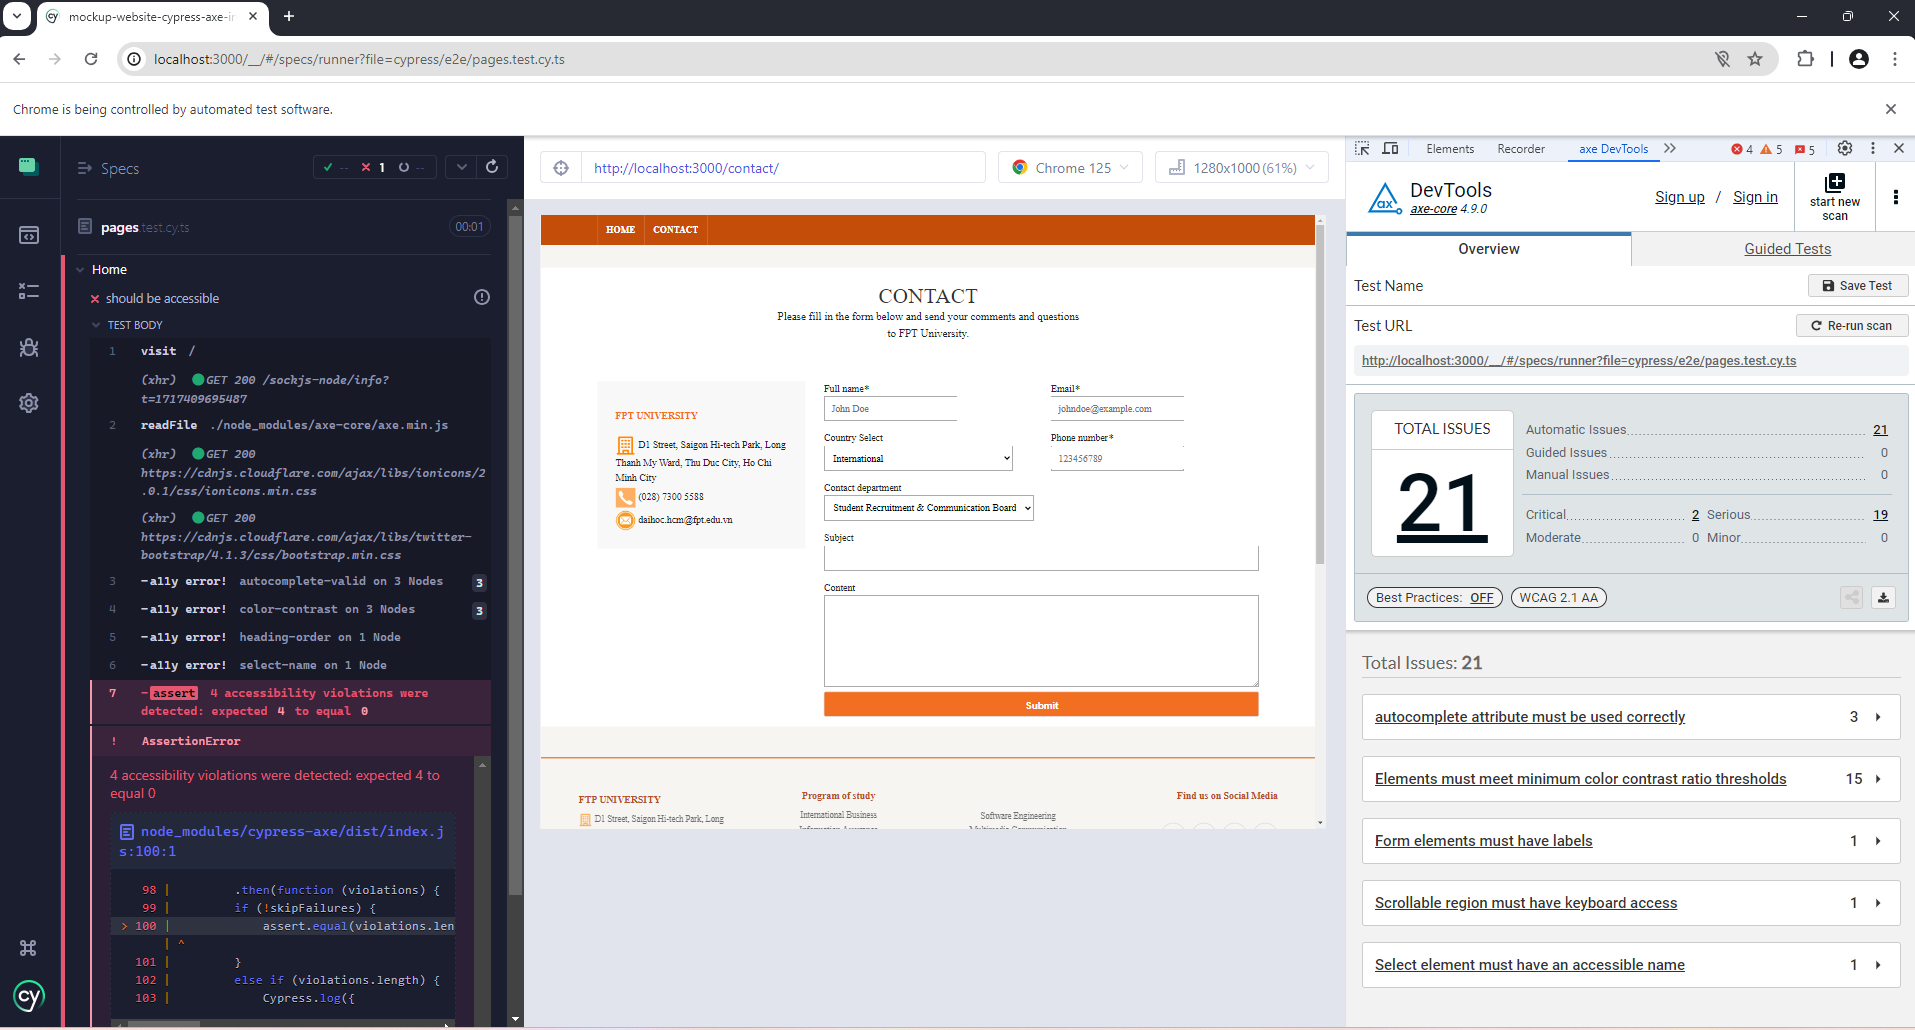 mockup-website-cypress-axe-in
localhost:3000/__/#/specs/runner?file=cypress/e2e/pages.test.cy.ts
Chrome is being controlled by automated test software.
Specs
-- 1 --
pages.test.cy.ts
00:01
Home
should be accessible
TEST BODY
1 visit /
(xhr) GET 200 /sockjs-node/info?
t=1717409695487
2 readFile ./node_modules/axe-core/axe.min.js
(xhr) GET 200
https://cdnjs.cloudflare.com/ajax/libs/ionicons/2
.0.1/css/ionicons.min.css
(xhr) GET 200
https://cdnjs.cloudflare.com/ajax/libs/twitter-
bootstrap/4.1.3/css/bootstrap.min.css
3 -a11y error! autocomplete-valid on 3 Nodes 3
4 -a11y error! color-contrast on 3 Nodes 3
5 -a11y error! heading-order on 1 Node
6 -a11y error! select-name on 1 Node
7 -assert 4 accessibility violations were
detected: expected 4 to equal 0
! AssertionError
4 accessibility violations were detected: expected 4 to
equal 0
node_modules/cypress-axe/dist/index.j
s:100:1
98 | .then(function (violations) {
99 | if (!skipFailures) {
> 100 | assert.equal(violations.len
| ^
101 | }
102 | else if (violations.length) {
103 | Cypress.log({
cy
http://localhost:3000/contact/
Chrome 125
1280x1000 (61%)
HOME
CONTACT
CONTACT
Please fill in the form below and send your comments and questions
to FPT University.
FPT UNIVERSITY
D1 Street, Saigon Hi-tech Park, Long
Thanh My Ward, Thu Duc City, Ho Chi
Minh City
(028) 7300 5588
daihoc.hcm@fpt.edu.vn
Full name*
John Doe
Email*
johndoe@example.com
Country Select
International
Phone number*
123456789
Contact department
Student Recruitment & Communication Board
Subject
Content
Submit
FTP UNIVERSITY
D1 Street, Saigon Hi-tech Park, Long
Program of study
International Business
Information Assurance
Software Engineering
Multimedia Communication
Find us on Social Media
Elements
Recorder
axe DevTools
4 5 5
ax
DevTools
axe-core 4.9.0
Sign up / Sign in
start new
scan
Overview
Guided Tests
Test Name
Save Test
Test URL
Re-run scan
http://localhost:3000/__/#/specs/runner?file=cypress/e2e/pages.test.cy.ts
TOTAL ISSUES
21
Automatic Issues 21
Guided Issues 0
Manual Issues 0
Critical 2 Serious 19
Moderate 0 Minor 0
Best Practices: OFF
WCAG 2.1 AA
Total Issues: 21
autocomplete attribute must be used correctly 3
Elements must meet minimum color contrast ratio thresholds 15
Form elements must have labels 1
Scrollable region must have keyboard access 1
Select element must have an accessible name 1